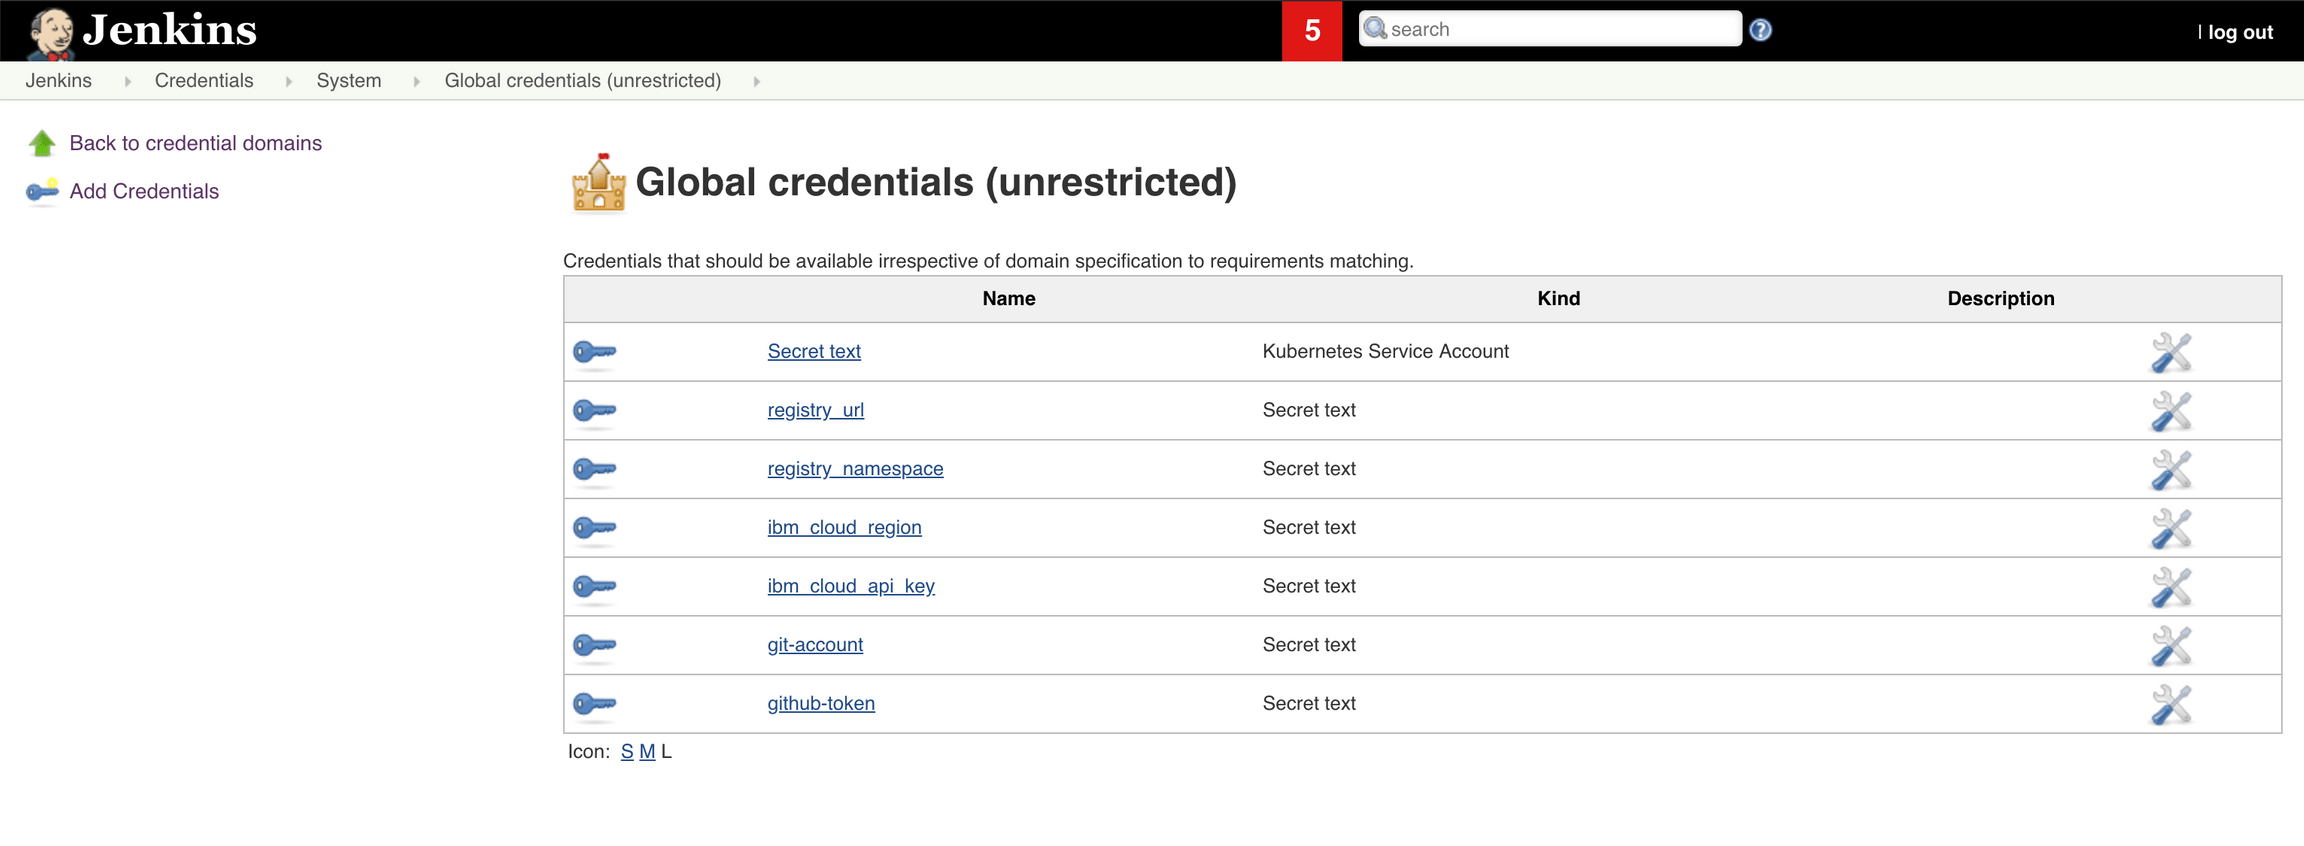 Jenkins
5
search
| log out
Jenkins
Credentials
System
Global credentials (unrestricted)
Back to credential domains
Add Credentials
Global credentials (unrestricted)
Credentials that should be available irrespective of domain specification to requirements matching.
Name Kind Description
Secret text Kubernetes Service Account
registry_url Secret text
registry_namespace Secret text
ibm_cloud_region Secret text
ibm_cloud_api_key Secret text
git-account Secret text
github-token Secret text
Icon: S M L